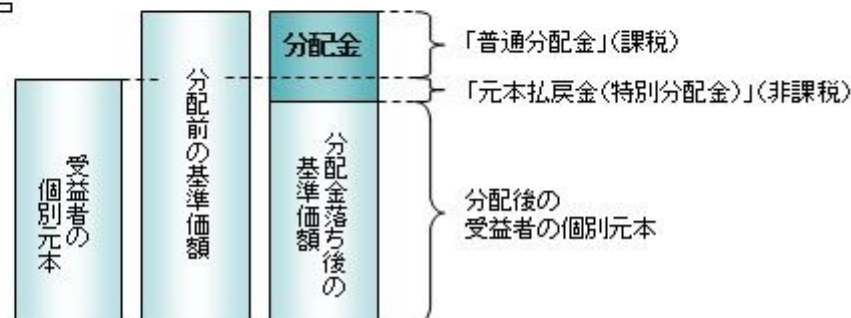 受益者の
個別元本
分配前の基準価額
分配金
分配金落ち後の
基準価額
「普通分配金」(課税)
「元本払戻金(特別分配金)」(非課税)
分配後の
受益者の個別元本